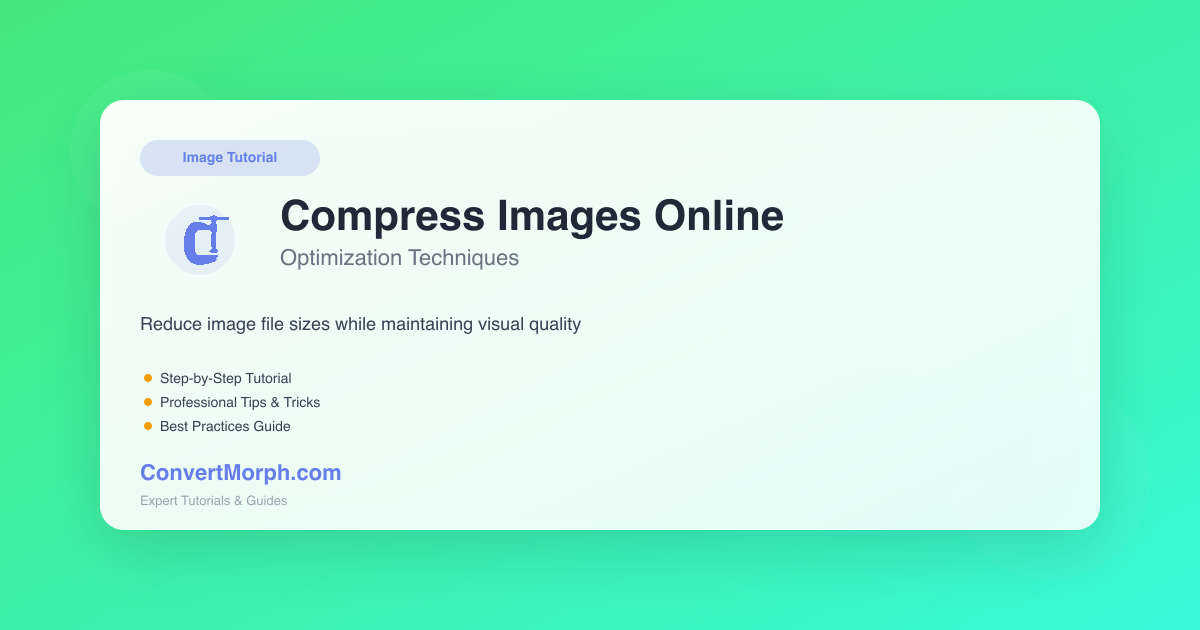 Image Tutorial
Compress Images Online
Optimization Techniques
Reduce image file sizes while maintaining visual quality
Step-by-Step Tutorial
Professional Tips & Tricks
Best Practices Guide
ConvertMorph.com
Expert Tutorials & Guides